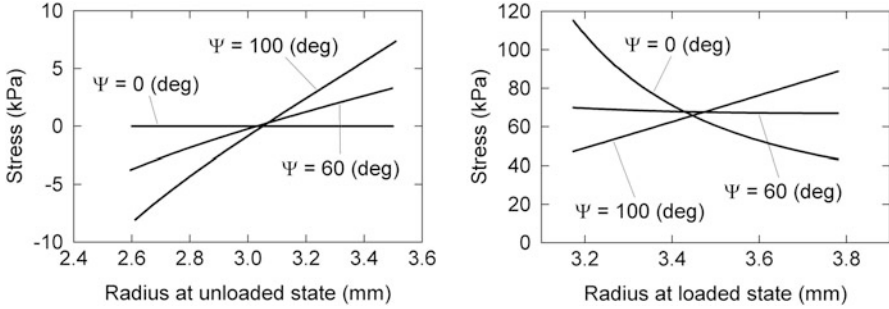 10
5
0
-5
-10
Stress (kPa)
Ψ = 100 (deg)
Ψ = 0 (deg)
Ψ = 60 (deg)
2.4 2.6 2.8 3.0 3.2 3.4 3.6
Radius at unloaded state (mm)
120
100
80
60
40
20
0
Stress (kPa)
Ψ = 0 (deg)
Ψ = 60 (deg)
Ψ = 100 (deg)
3.2 3.4 3.6 3.8
Radius at loaded state (mm)